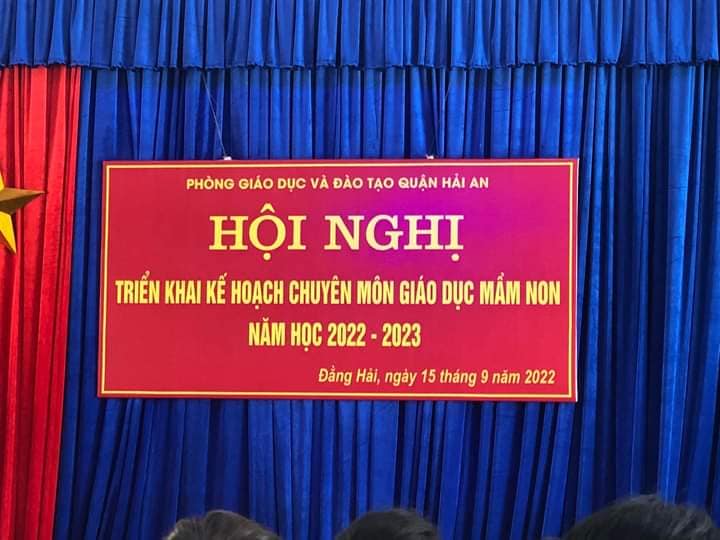 PHÒNG GIÁO DỤC VÀ ĐÀO TẠO QUẬN HẢI AN
HỘI NGHỊ
TRIỂN KHAI KẾ HOẠCH CHUYÊN MÔN GIÁO DỤC MẦM NON
NĂM HỌC 2022 - 2023
Đằng Hải, ngày 15 tháng 9 năm 2022